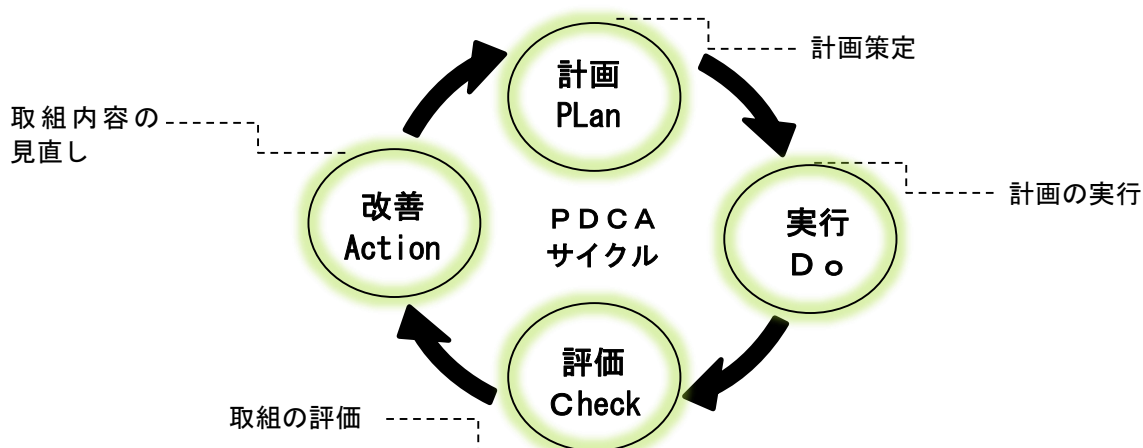 計画
PLan
計画策定
取組内容の
見直し
改善
Action
PDCA
サイクル
実行
Do
計画の実行
評価
Check
取組の評価